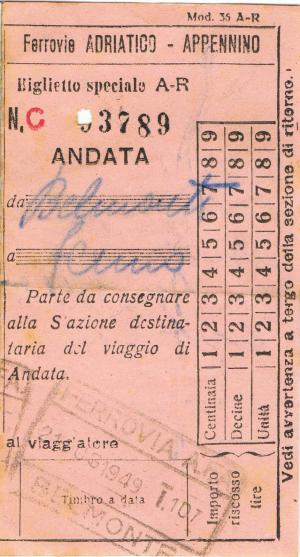 Mod. 36 A-R
Ferrovie ADRIATICO - APPENNINO
Biglietto speciale A-R
N. C 93789
ANDATA
da Belmonte
a
Parte da consegnare
alla Stazione destina-
taria del viaggio di
Andata.
al viaggiatore
Timbro a data
FERROVIA A.
1949
T.107
BELMONTE
Centinaia 1 2 3 4 5 6 7 8 9
Decine 1 2 3 4 5 6 7 8 9
Unità 1 2 3 4 5 6 7 8 9
Importo
riscosso
lire
Vedi avvertenza a tergo della sezione di ritorno.